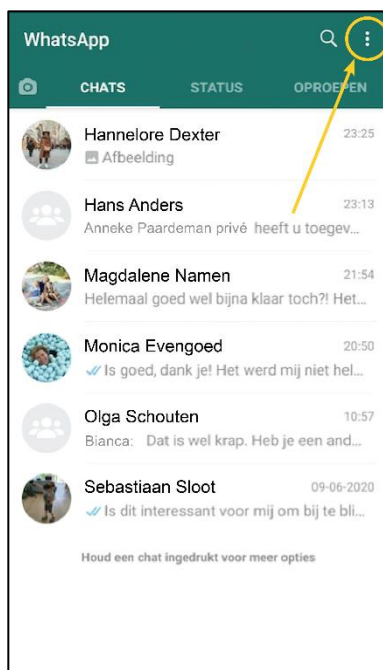 WhatsApp
CHATS STATUS OPROEPEN
Hannelore Dexter 23:25
Afbeelding
Hans Anders 23:13
Anneke Paardeman privé heeft u toegev...
Magdalene Namen 21:54
Helemaal goed wel bijna klaar toch?! Het...
Monica Evengoed 20:50
Is goed, dank je! Het werd mij niet hel...
Olga Schouten 10:57
Bianca: Dat is wel krap. Heb je een and...
Sebastiaan Sloot 09-06-2020
Is dit interessant voor mij om bij te bli...
Houd een chat ingedrukt voor meer opties